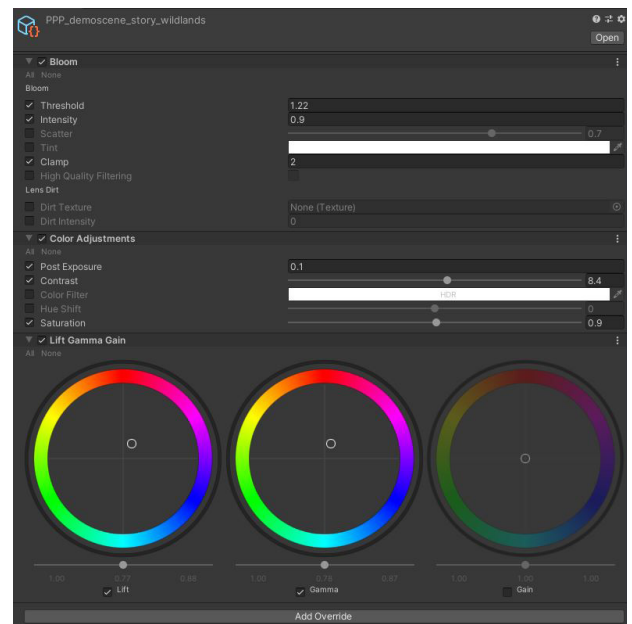 PPP_demoscene_story_wildlands
Open
Bloom
All None
Bloom
Threshold 1.22
Intensity 0.9
Scatter 0.7
Tint
Clamp 2
High Quality Filtering
Lens Dirt
Dirt Texture None (Texture)
Dirt Intensity 0
Color Adjustments
All None
Post Exposure 0.1
Contrast 8.4
Color Filter HDR
Hue Shift 0
Saturation 0.9
Lift Gamma Gain
All None
1.00 0.77 0.88 1.00 0.78 0.87 1.00 1.00 1.00
Lift Gamma Gain
Add Override